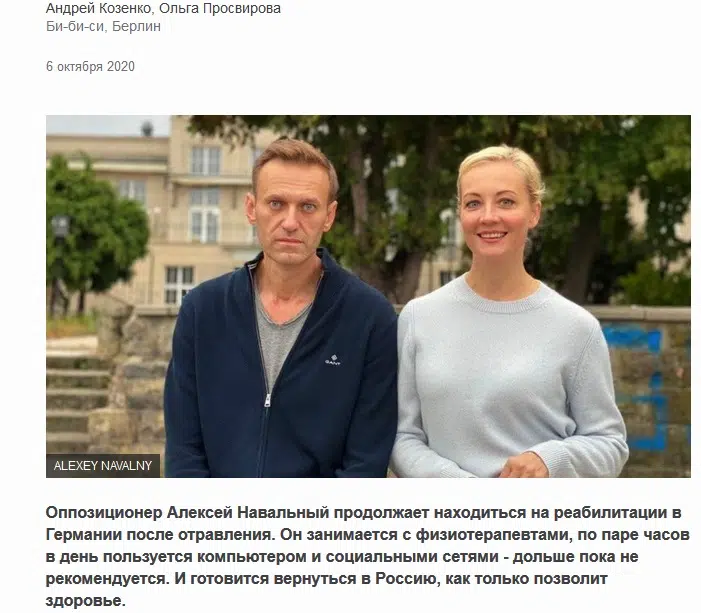 Андрей Козенко, Ольга Просвирова
Би-би-си, Берлин
6 октября 2020
GANT
ALEXEY NAVALNY
Оппозиционер Алексей Навальный продолжает находиться на реабилитации в
Германии после отравления. Он занимается с физиотерапевтами, по паре часов
в день пользуется компьютером и социальными сетями - дольше пока не
рекомендуется. И готовится вернуться в Россию, как только позволит
здоровье.